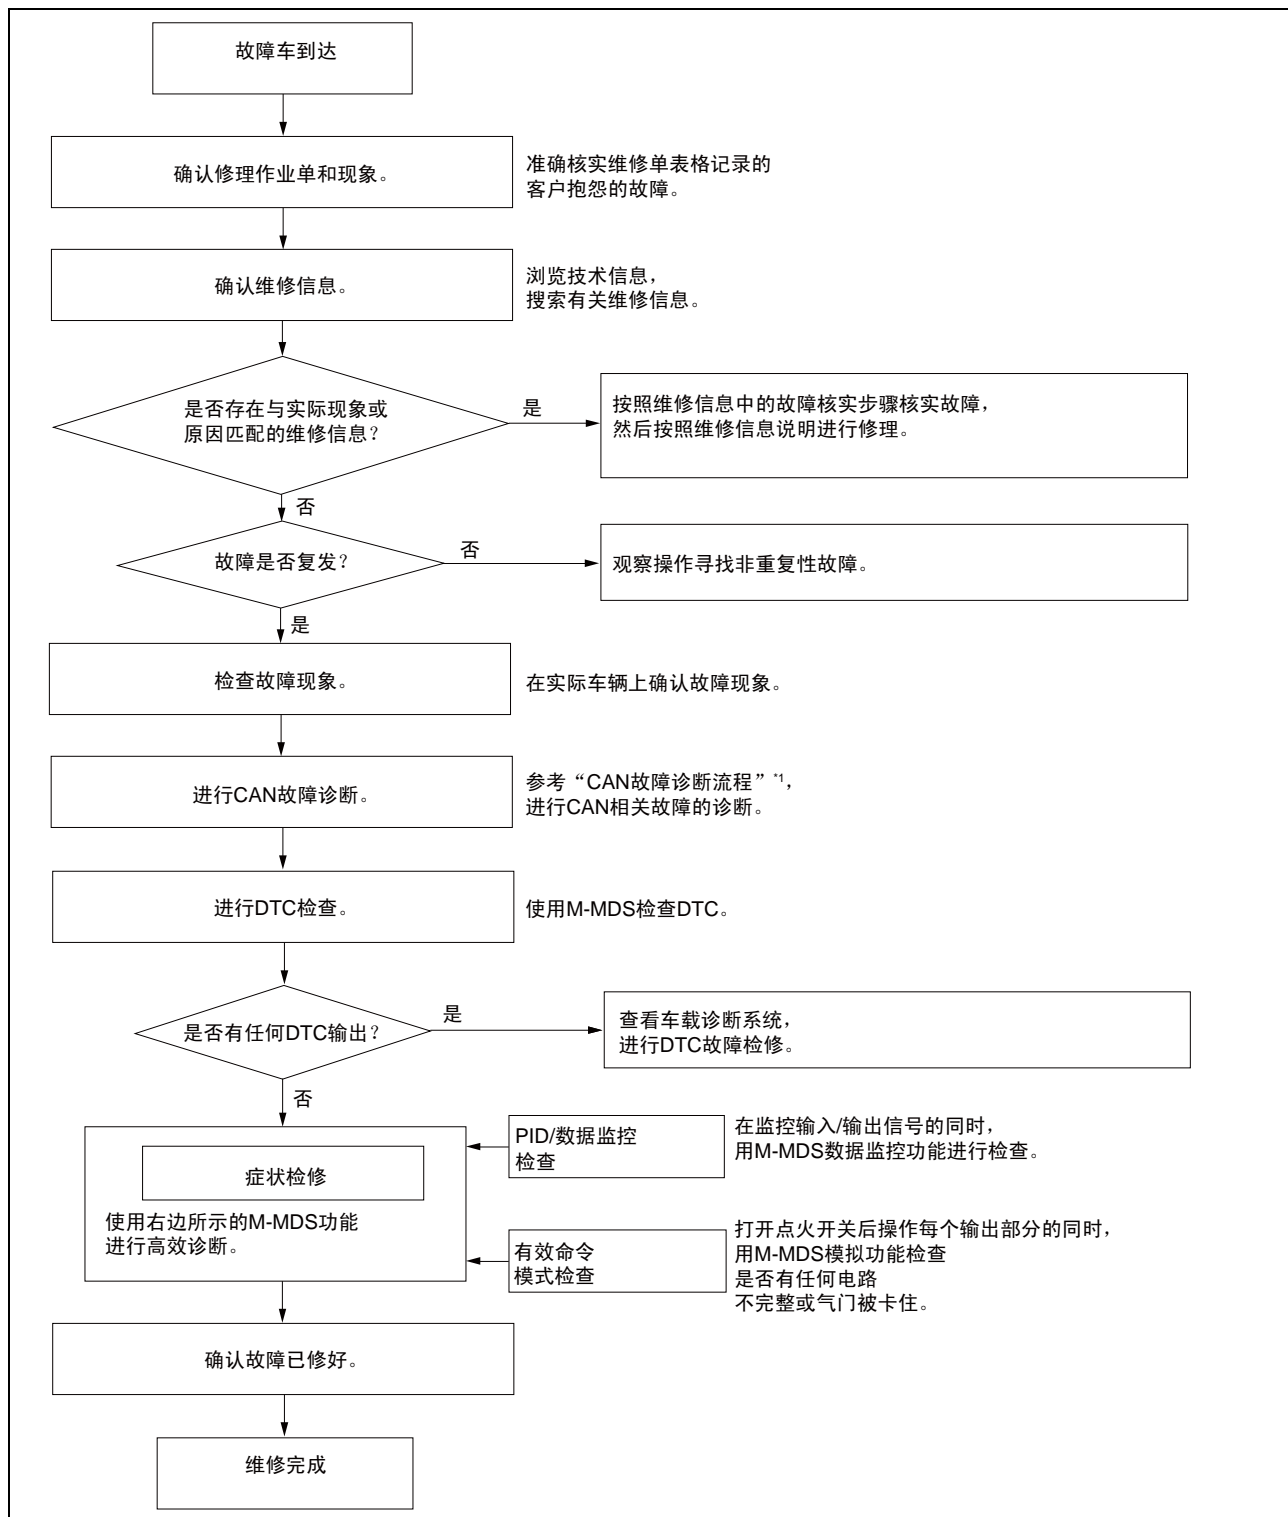 故障车到达
确认修理作业单和现象。
准确核实维修单表格记录的
客户抱怨的故障。
确认维修信息。
浏览技术信息，
搜索有关维修信息。
是否存在与实际现象或
原因匹配的维修信息？
是
按照维修信息中的故障核实步骤核实故障，
然后按照维修信息说明进行修理。
否
故障是否复发？
否
观察操作寻找非重复性故障。
是
检查故障现象。
在实际车辆上确认故障现象。
进行CAN故障诊断。
参考“CAN故障诊断流程”*1，
进行CAN相关故障的诊断。
进行DTC检查。
使用M-MDS检查DTC。
是否有任何DTC输出？
是
查看车载诊断系统，
进行DTC故障检修。
否
症状检修
使用右边所示的M-MDS功能
进行高效诊断。
PID/数据监控
检查
在监控输入/输出信号的同时，
用M-MDS数据监控功能进行检查。
有效命令
模式检查
打开点火开关后操作每个输出部分的同时，
用M-MDS模拟功能检查
是否有任何电路
不完整或气门被卡住。
确认故障已修好。
维修完成